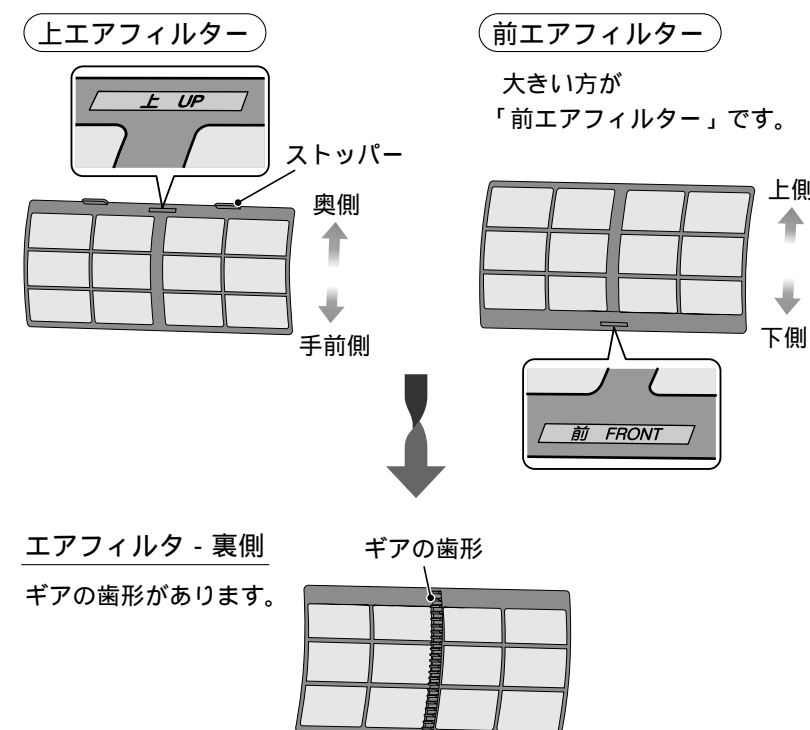 上エアフィルター
上 UP
ストッパー
奥側
手前側
前エアフィルター
大きい方が
「前エアフィルター」です。
上側
下側
前 FRONT
エアフィルタ - 裏側
ギアの歯形があります。
ギアの歯形